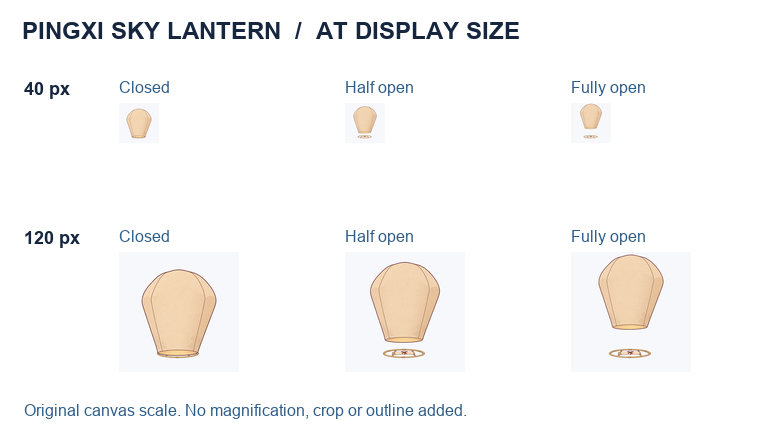 PINGXI SKY LANTERN / AT DISPLAY SIZE
40 px Closed Half open Fully open
120 px Closed Half open Fully open
Original canvas scale. No magnification, crop or outline added.